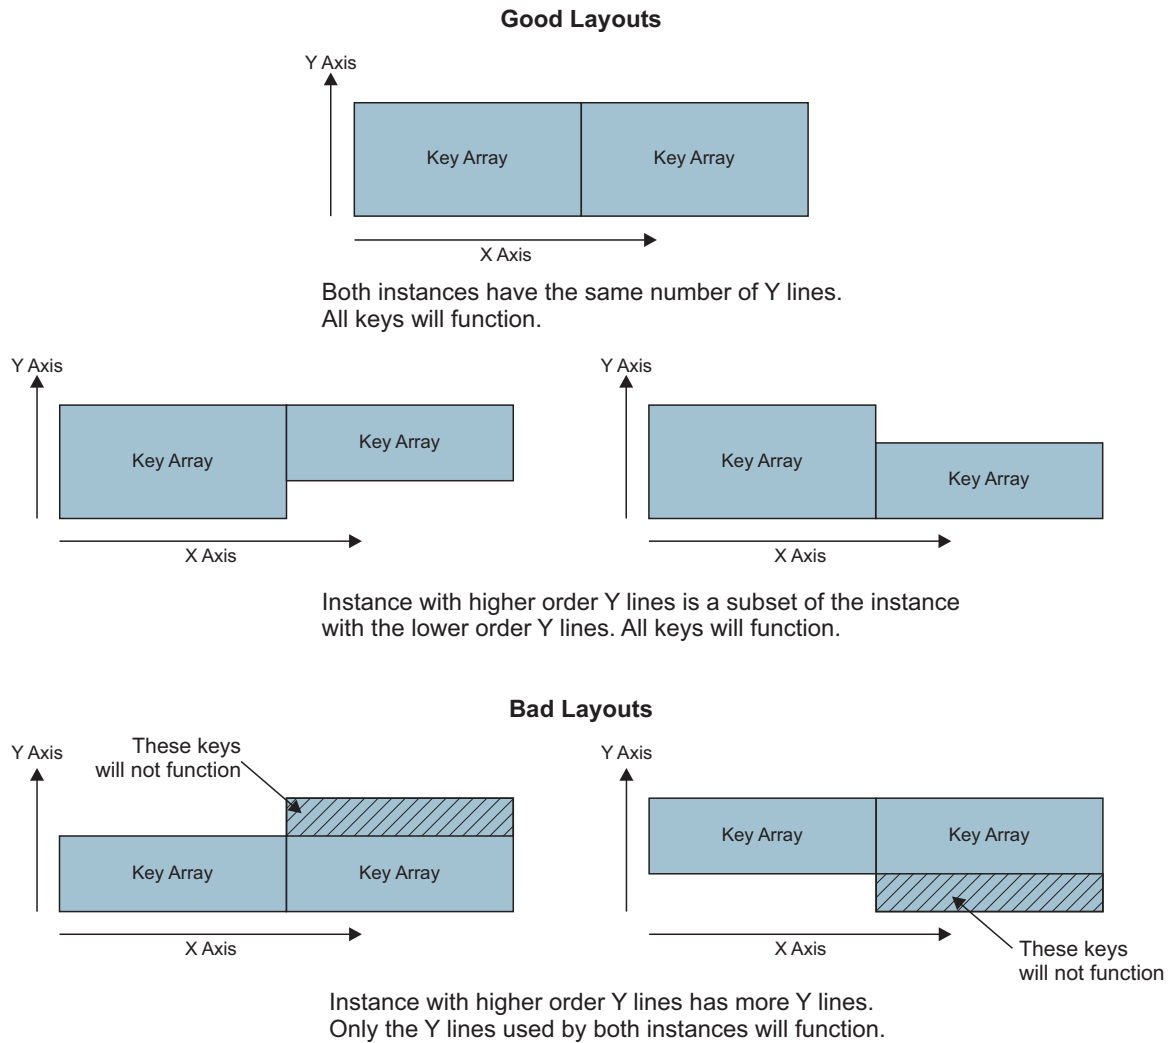 Good Layouts
Y Axis
Key Array
Key Array
X Axis
Both instances have the same number of Y lines.
All keys will function.
Y Axis
Key Array
Key Array
X Axis
Y Axis
Key Array
Key Array
X Axis
Instance with higher order Y lines is a subset of the instance
with the lower order Y lines. All keys will function.
Bad Layouts
Y Axis
These keys
will not function
Key Array
Key Array
X Axis
Y Axis
Key Array
Key Array
X Axis
These keys
will not function
Instance with higher order Y lines has more Y lines.
Only the Y lines used by both instances will function.